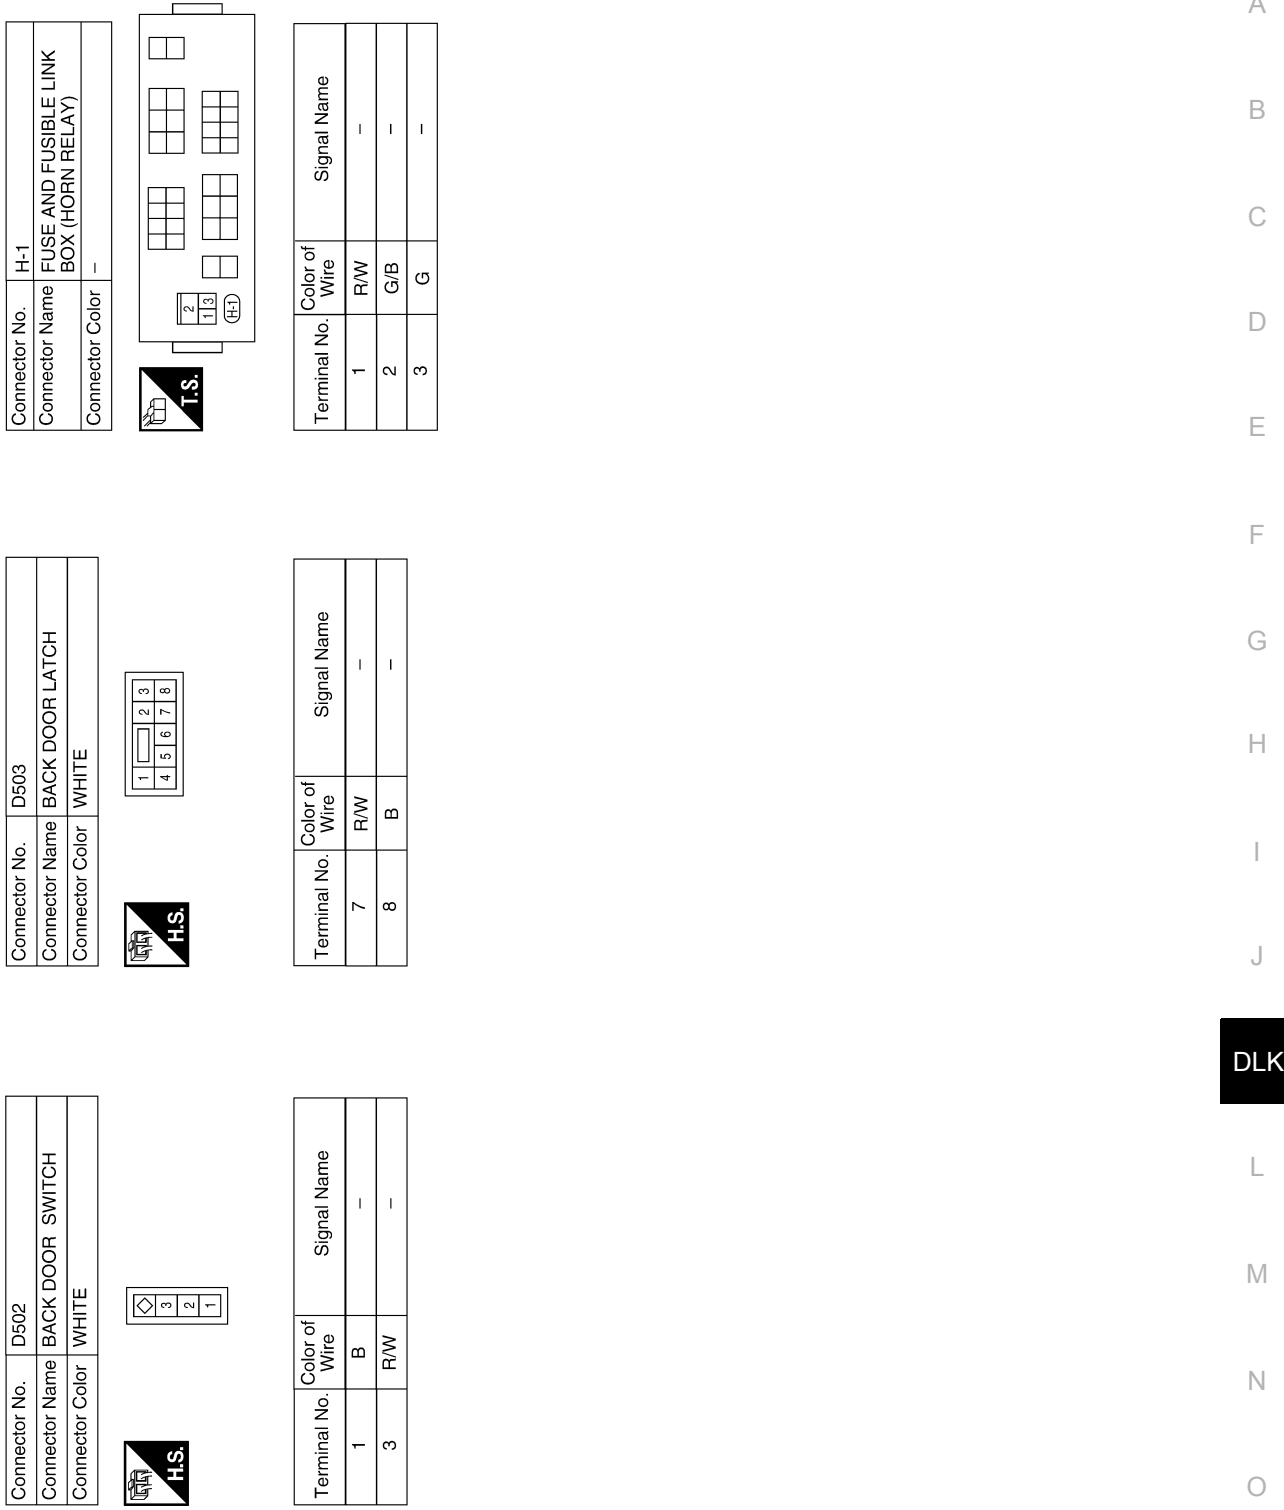 Connector No. D502
Connector Name BACK DOOR SWITCH
Connector Color WHITE
H.S.
3 2 1
Terminal No. Color of Wire Signal Name
1 B –
3 R/W –
Connector No. D503
Connector Name BACK DOOR LATCH
Connector Color WHITE
H.S.
1 2 3
4 5 6 7 8
Terminal No. Color of Wire Signal Name
7 R/W –
8 B –
Connector No. H-1
Connector Name FUSE AND FUSIBLE LINK
BOX (HORN RELAY)
Connector Color –
T.S.
2
1 3
H-1
Terminal No. Color of Wire Signal Name
1 R/W –
2 G/B –
3 G –
A
B
C
D
E
F
G
H
I
J
DLK
L
M
N
O